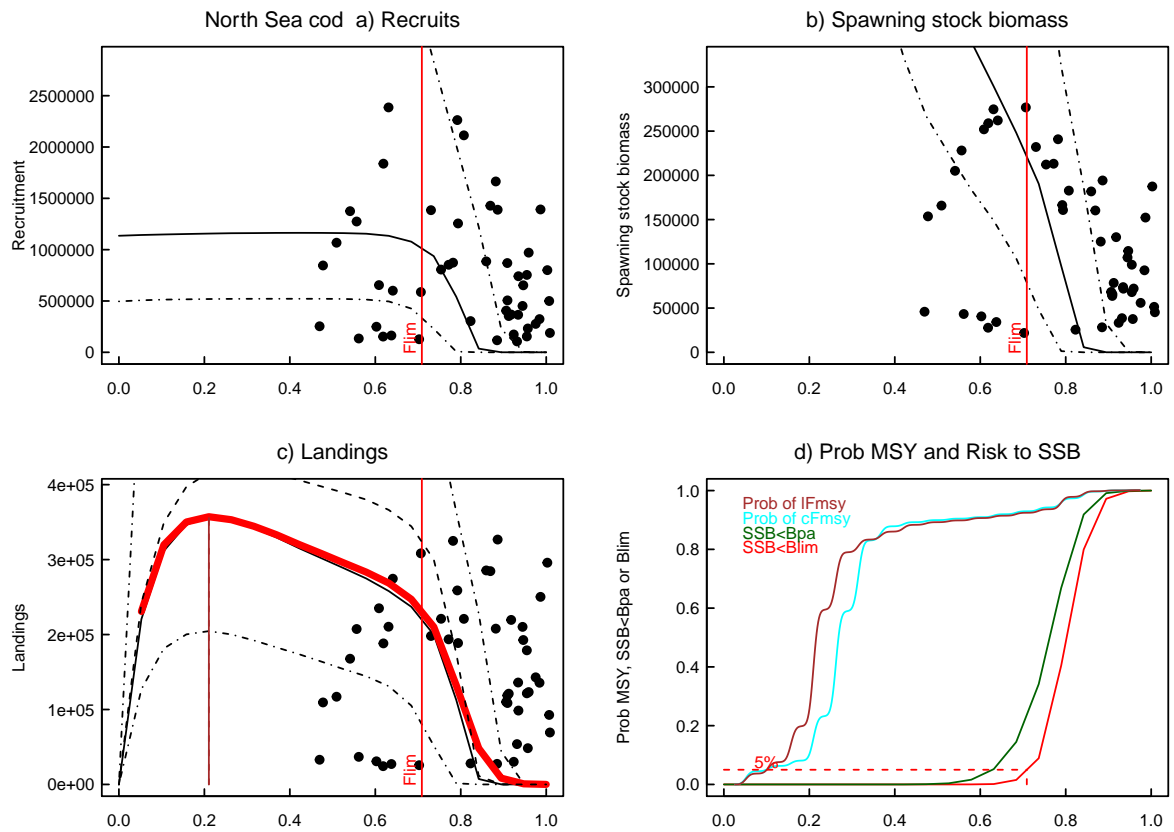 North Sea cod a) Recruits
Recruitment
2500000
2000000
1500000
1000000
500000
0
Flim
0.0 0.2 0.4 0.6 0.8 1.0
b) Spawning stock biomass
Spawning stock biomass
300000
250000
200000
150000
100000
50000
0
Flim
0.0 0.2 0.4 0.6 0.8 1.0
c) Landings
Landings
4e+05
3e+05
2e+05
1e+05
0e+00
Flim
0.0 0.2 0.4 0.6 0.8 1.0
d) Prob MSY and Risk to SSB
Prob MSY, SSB<Bpa or Blim
1.0
0.8
0.6
0.4
0.2
0.0
Prob of lFmsy
Prob of cFmsy
SSB<Bpa
SSB<Blim
5%
0.0 0.2 0.4 0.6 0.8 1.0